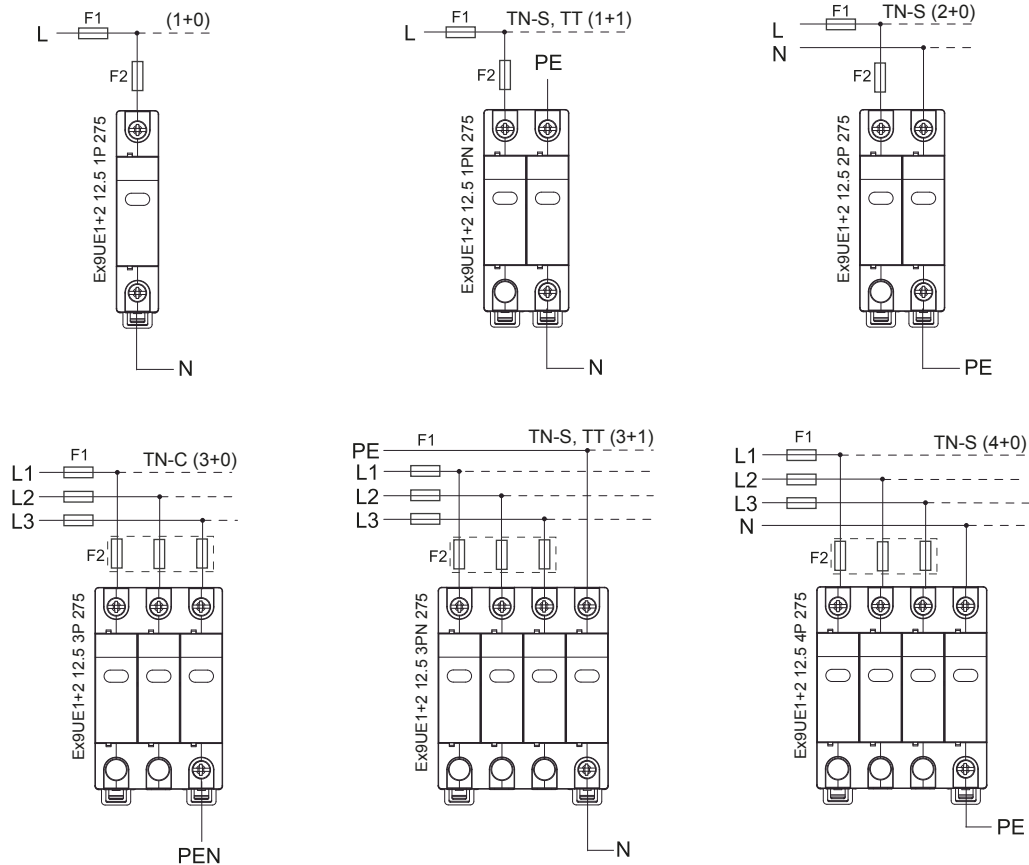 F1
(1+0)
L
F2
Ex9UE1+2 12.5 1P 275
N
F1
TN-S, TT (1+1)
L
PE
F2
Ex9UE1+2 12.5 1PN 275
N
F1
TN-S (2+0)
L
N
F2
Ex9UE1+2 12.5 2P 275
PE
F1
TN-C (3+0)
L1
L2
L3
F2
Ex9UE1+2 12.5 3P 275
PEN
F1
TN-S, TT (3+1)
PE
L1
L2
L3
F2
Ex9UE1+2 12.5 3PN 275
N
F1
TN-S (4+0)
L1
L2
L3
N
F2
Ex9UE1+2 12.5 4P 275
PE